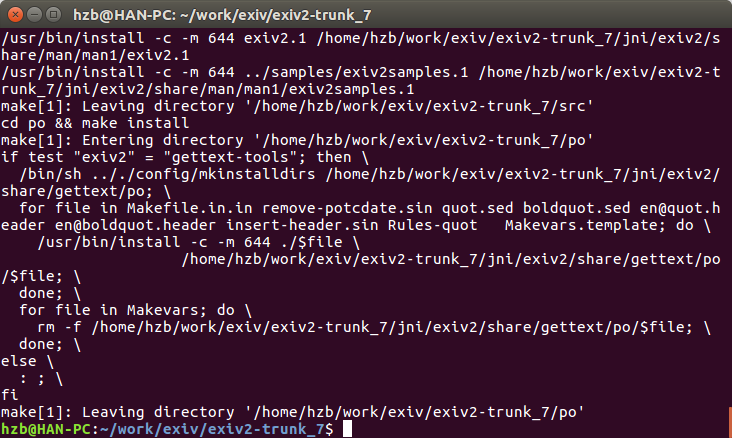 hzb@HAN-PC: ~/work/exiv/exiv2-trunk_7
/usr/bin/install -c -m 644 exiv2.1 /home/hzb/work/exiv/exiv2-trunk_7/jni/exiv2/s
hare/man/man1/exiv2.1
/usr/bin/install -c -m 644 ../samples/exiv2samples.1 /home/hzb/work/exiv/exiv2-t
runk_7/jni/exiv2/share/man/man1/exiv2samples.1
make[1]: Leaving directory '/home/hzb/work/exiv/exiv2-trunk_7/src'
cd po && make install
make[1]: Entering directory '/home/hzb/work/exiv/exiv2-trunk_7/po'
if test "exiv2" = "gettext-tools"; then \
  /bin/sh .././config/mkinstalldirs /home/hzb/work/exiv/exiv2-trunk_7/jni/exiv2/
share/gettext/po; \
  for file in Makefile.in.in remove-potcdate.sin quot.sed boldquot.sed en@quot.h
eader en@boldquot.header insert-header.sin Rules-quot   Makevars.template; do \
    /usr/bin/install -c -m 644 ./$file \
                    /home/hzb/work/exiv/exiv2-trunk_7/jni/exiv2/share/gettext/po
/$file; \
  done; \
  for file in Makevars; do \
    rm -f /home/hzb/work/exiv/exiv2-trunk_7/jni/exiv2/share/gettext/po/$file; \
  done; \
else \
  : ; \
fi
make[1]: Leaving directory '/home/hzb/work/exiv/exiv2-trunk_7/po'
hzb@HAN-PC:~/work/exiv/exiv2-trunk_7$